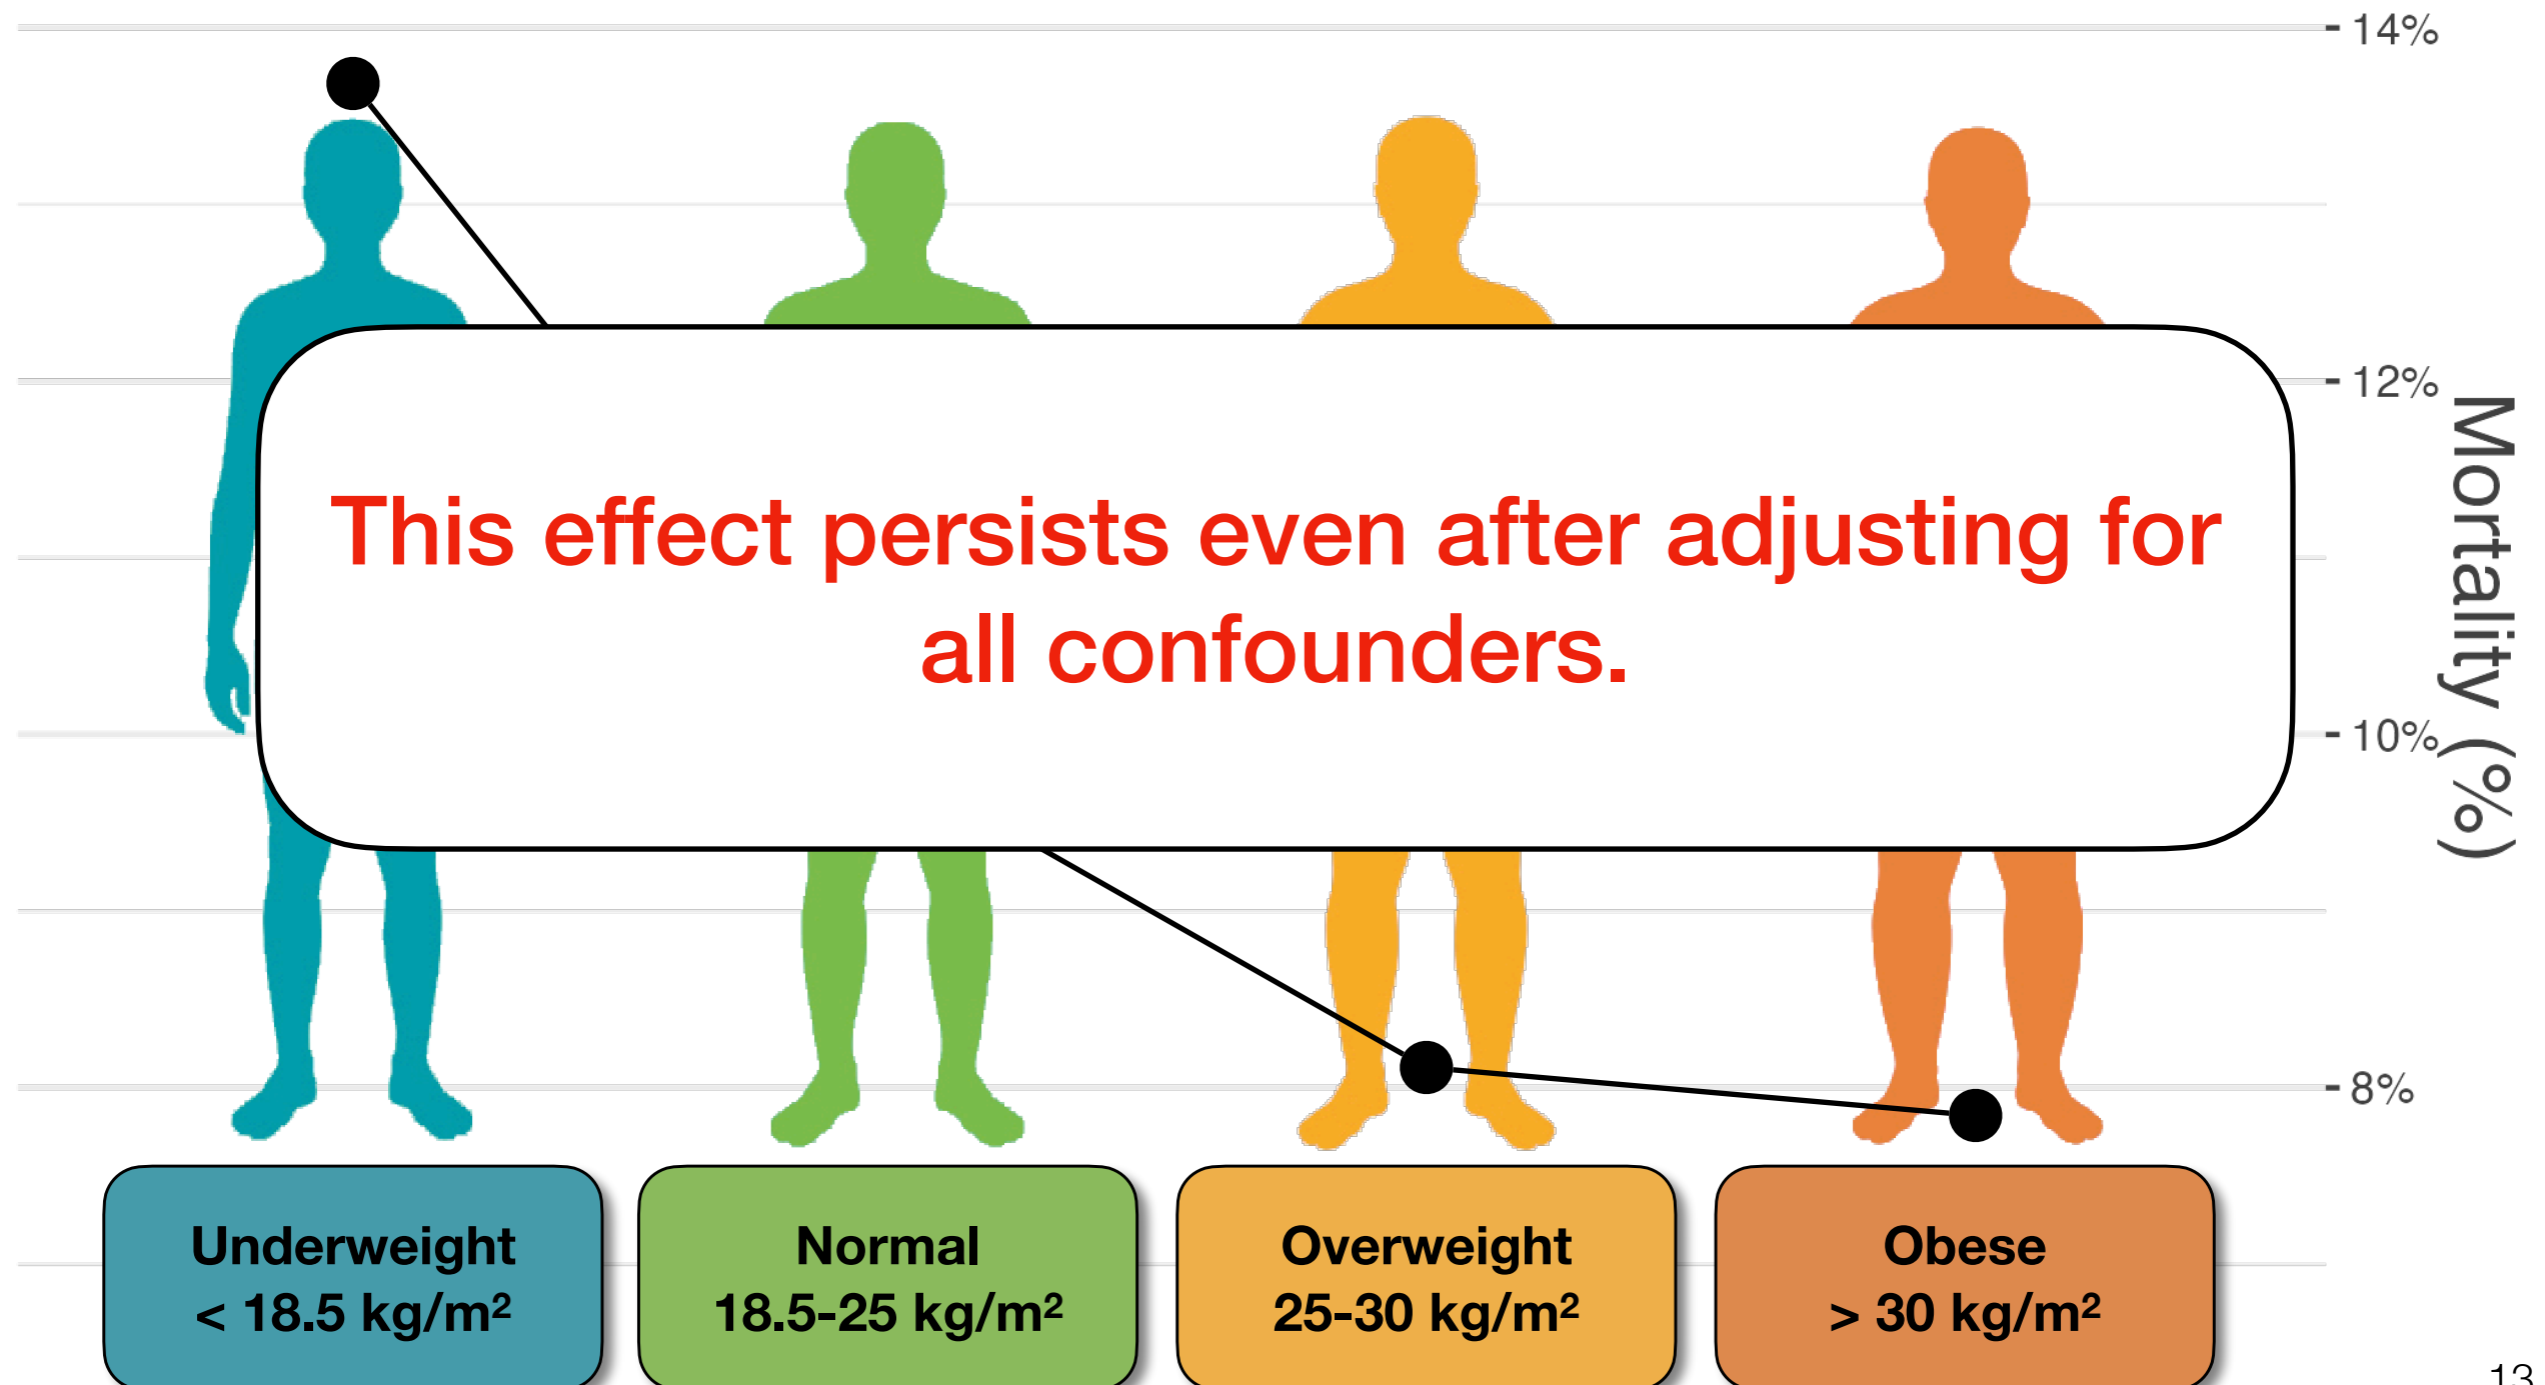 14%
12%
Mortality (%)
This effect persists even after adjusting for
all confounders.
10%
8%
Underweight
< 18.5 kg/m²
Normal
18.5-25 kg/m²
Overweight
25-30 kg/m²
Obese
> 30 kg/m²
13